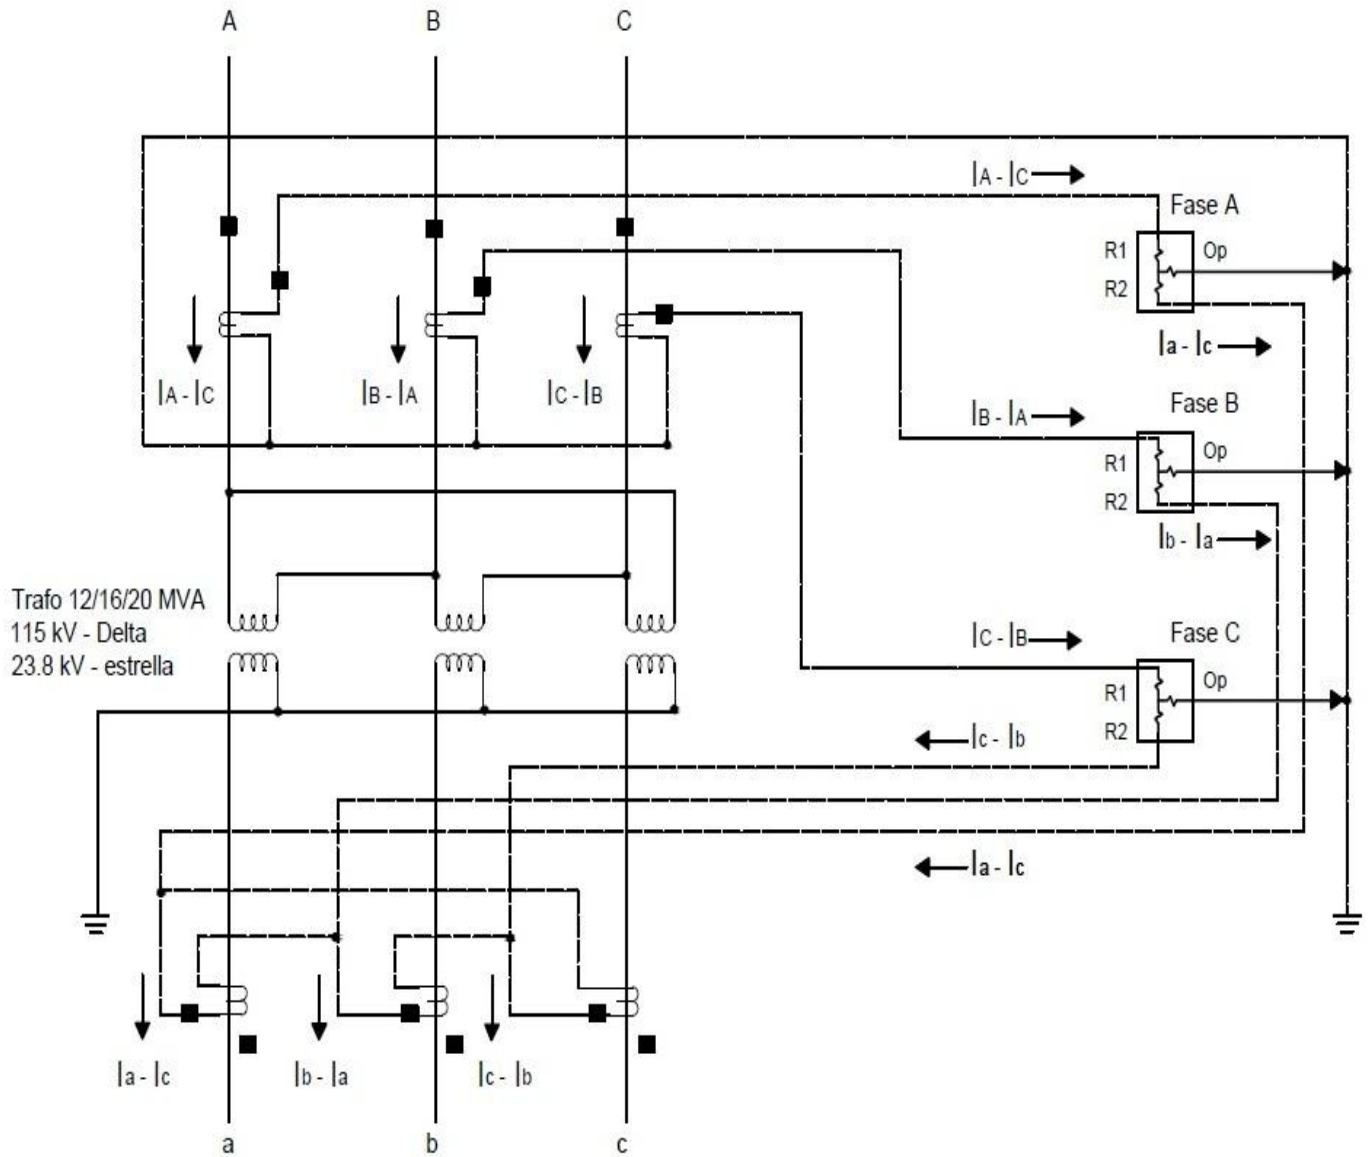 A
B
C
IA - IC
Fase A
R1
Op
R2
IA - IC
IB - IA
IC - IB
Ia - Ic
Fase B
IB - IA
R1
Op
R2
Ib - Ia
Trafo 12/16/20 MVA
115 kV - Delta
23.8 kV - estrella
Fase C
IC - IB
R1
Op
R2
Ic - Ib
Ia - Ic
Ia - Ic
Ib - Ia
Ic - Ib
a
b
c